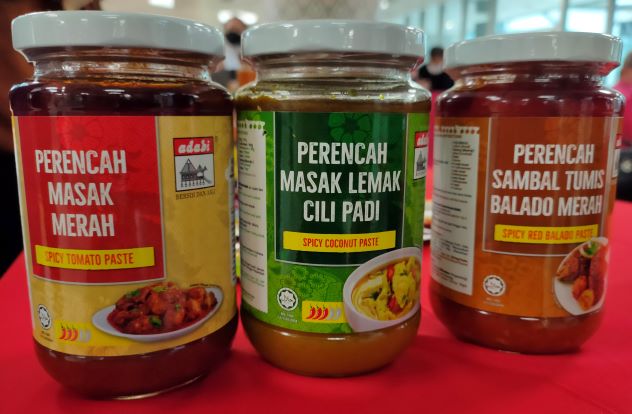 PERENCAH
MASAK
MERAH
SPICY TOMATO PASTE
adabi
PERENCAH
MASAK LEMAK
CILI PADI
SPICY COCONUT PASTE
adabi
PERENCAH
SAMBAL TUMIS
BALADO MERAH
SPICY RED BALADO PASTE